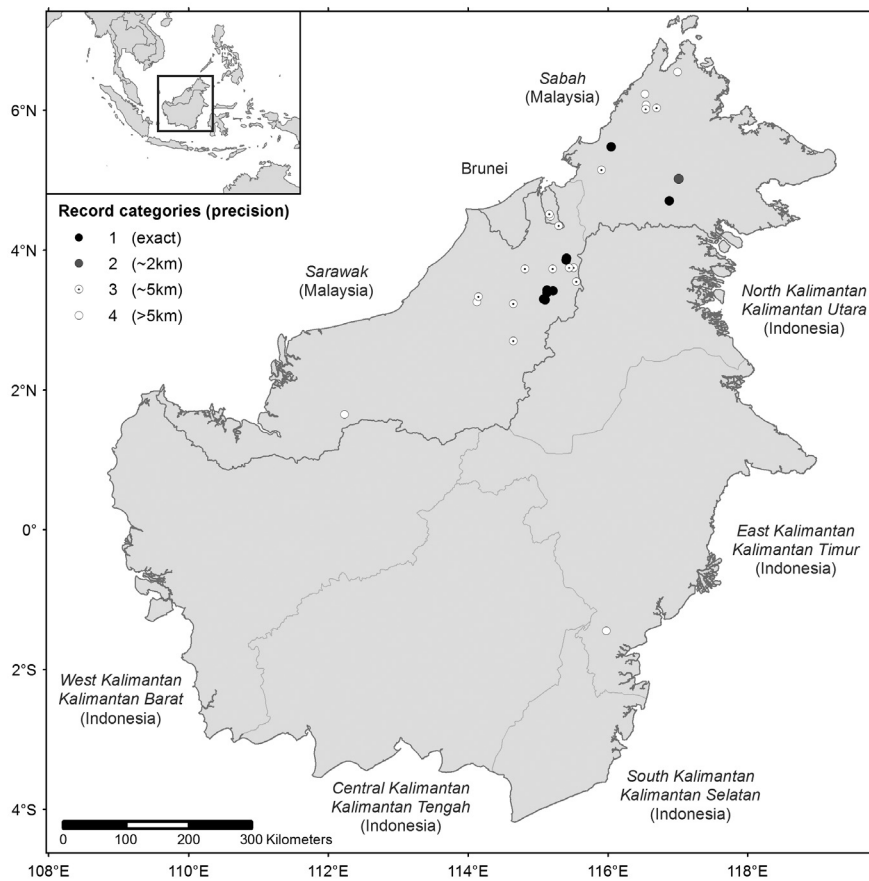 Sabah
(Malaysia)
Brunei
Record categories (precision)
1 (exact)
2 (~2km)
3 (~5km)
4 (>5km)
Sarawak
(Malaysia)
North Kalimantan
Kalimantan Utara
(Indonesia)
East Kalimantan
Kalimantan Timur
(Indonesia)
West Kalimantan
Kalimantan Barat
(Indonesia)
Central Kalimantan
Kalimantan Tengah
(Indonesia)
South Kalimantan
Kalimantan Selatan
(Indonesia)
6°N
4°N
2°N
0°
2°S
4°S
0 100 200 300 Kilometers
108°E 110°E 112°E 114°E 116°E 118°E